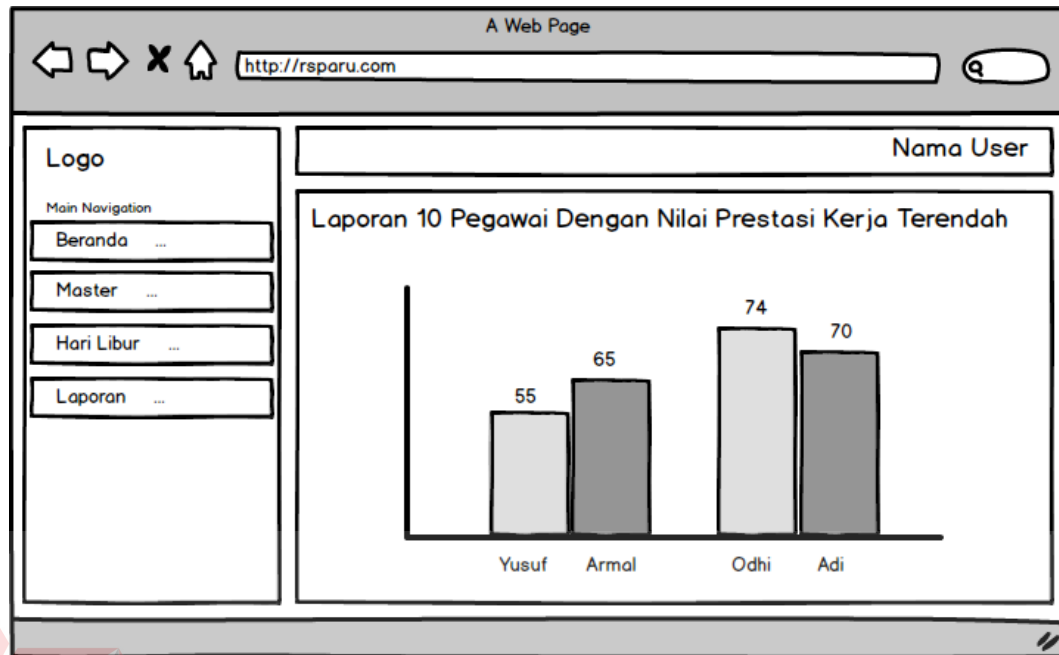 A Web Page
http://rsparu.com
Logo
Main Navigation
Beranda ...
Master ...
Hari Libur ...
Laporan ...
Nama User
Laporan 10 Pegawai Dengan Nilai Prestasi Kerja Terendah
55
65
74
70
Yusuf Armal Odhi Adi